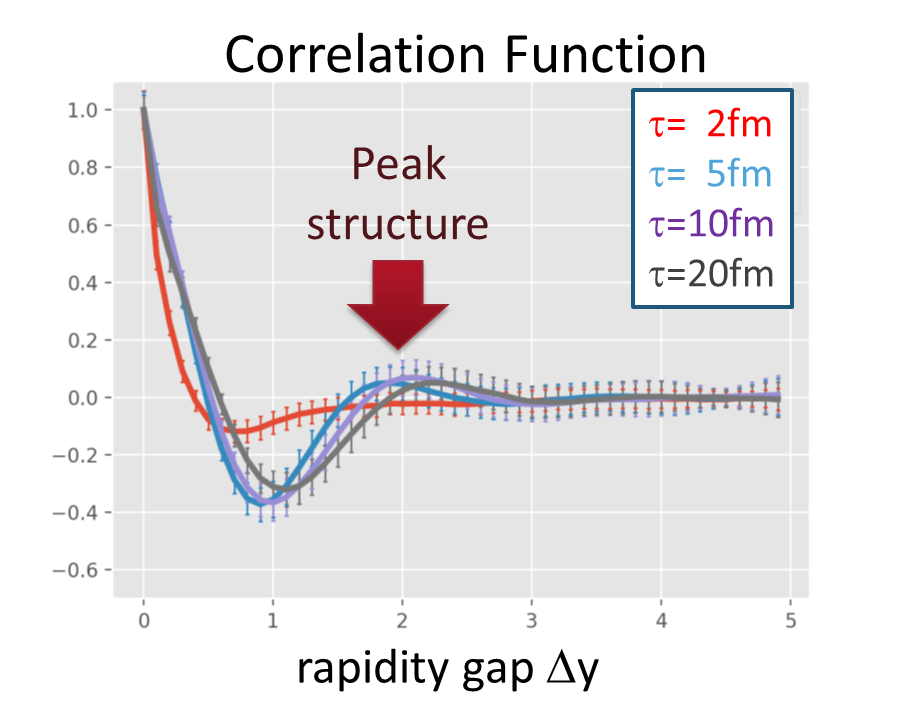 Correlation Function
τ= 2fm
τ= 5fm
τ=10fm
τ=20fm
Peak
structure
1.0
0.8
0.6
0.4
0.2
0.0
−0.2
−0.4
−0.6
0 1 2 3 4 5
rapidity gap Δy